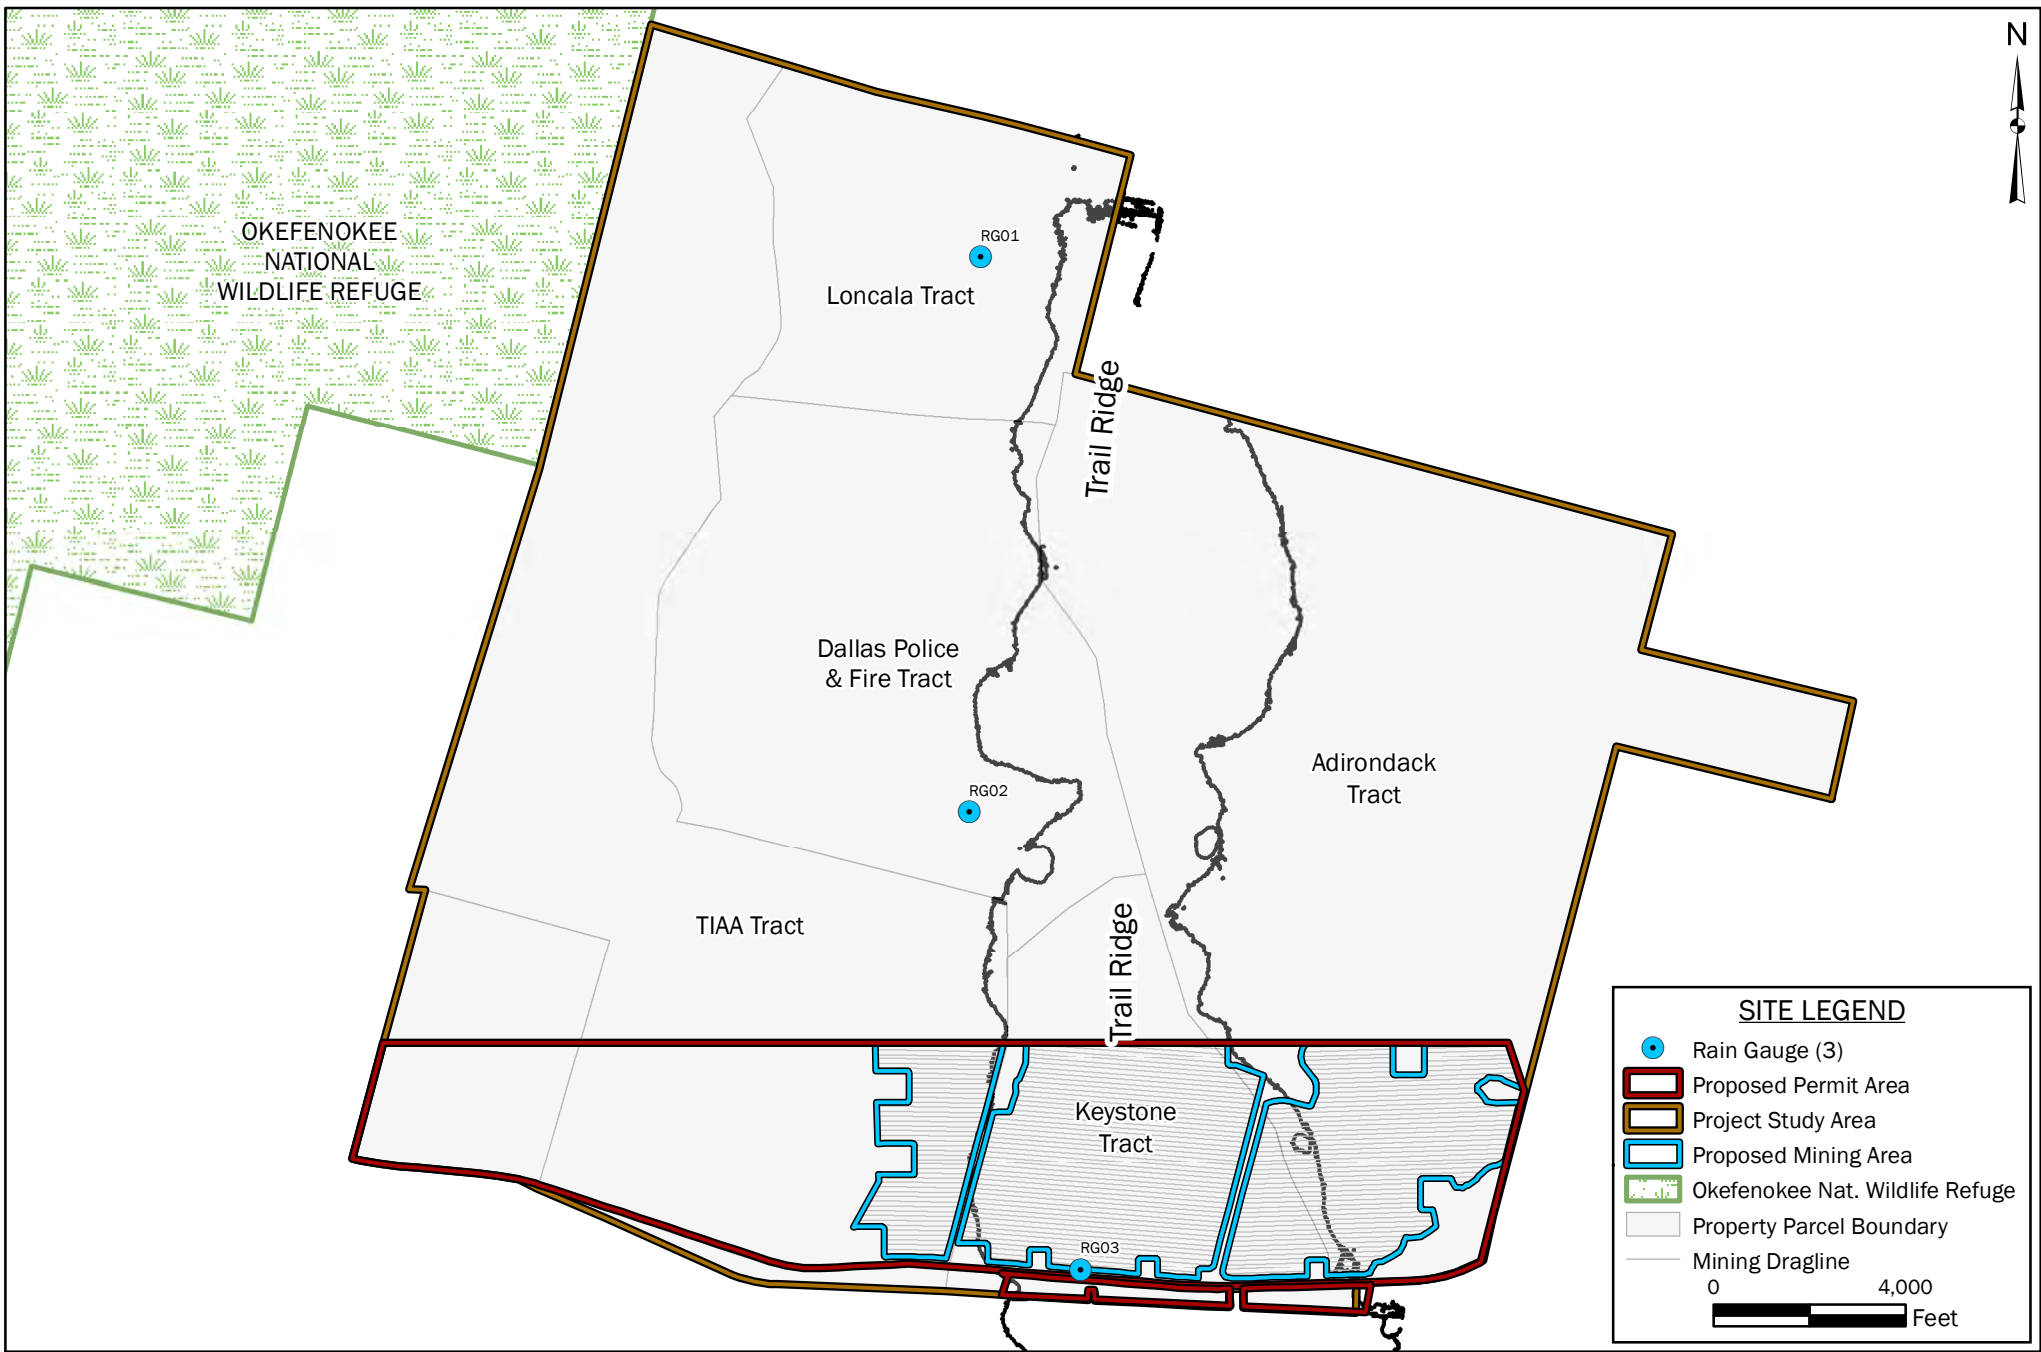 N
OKEFENOKEE
NATIONAL
WILDLIFE REFUGE
RG01
Loncala Tract
Trail Ridge
Dallas Police
& Fire Tract
Adirondack
Tract
RG02
TIAA Tract
Trail Ridge
Keystone
Tract
RG03
SITE LEGEND
Rain Gauge (3)
Proposed Permit Area
Project Study Area
Proposed Mining Area
Okefenokee Nat. Wildlife Refuge
Property Parcel Boundary
Mining Dragline
0 4,000
Feet